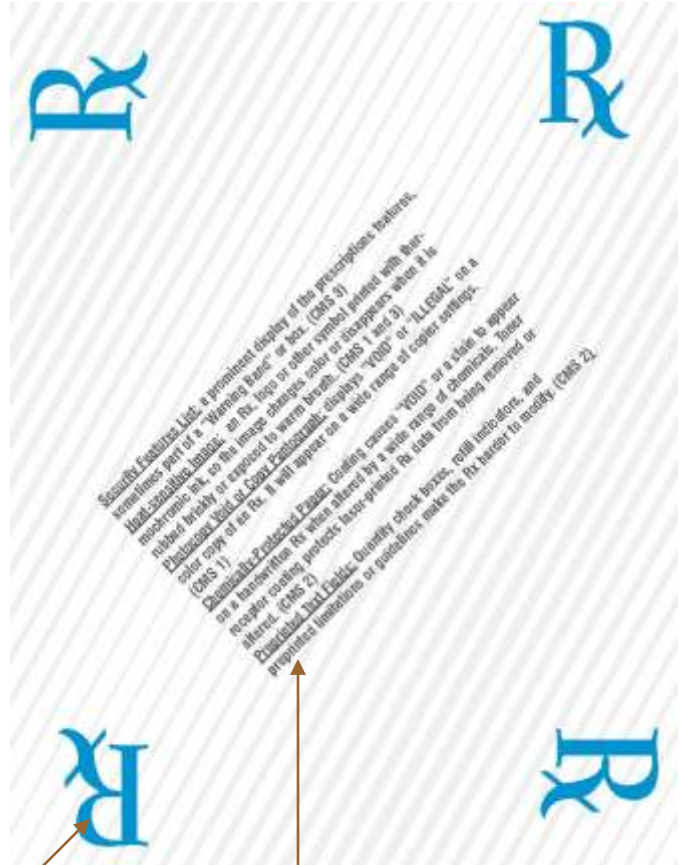 Rx
Rx
Security Features List: a prominent display of the prescriptions features,
sometimes part of a "Warning Band" or box. (CMS 3)
Heat-sensitive Image: an Rx, logo or other symbol printed with ther-
mochromic ink, so the image changes color or disappears when it is
rubbed briskly or exposed to warm breath. (CMS 1 and 3)
Photocopy Void or Copy Pantograph: displays "VOID" or "ILLEGAL" on a
color copy of an Rx. It will appear on a wide range of copier settings.
(CMS 1)
Chemically-Protected Paper: Coating causes "VOID" or a stain to appear
on a handwritten Rx when altered by a wide range of chemicals. Toner
receptor coating protects laser-printed Rx data from being removed or
altered. (CMS 2)
Preprinted Text Fields: Quantity check boxes, refill indicators, and
preprinted limitations or guidelines make the Rx harder to modify. (CMS 2).
Rx
Rx